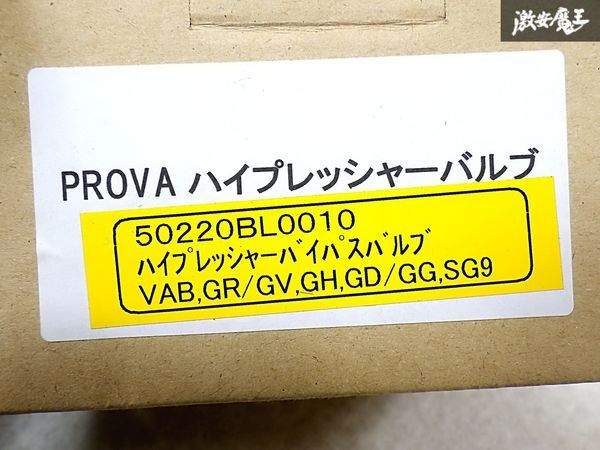 激安魔王
PROVA ハイプレッシャーバルブ
50220BL0010
ﾊｲﾌﾟﾚｯｼｬｰﾊﾞｲﾊﾟｽﾊﾞﾙﾌﾞ
VAB,GR/GV,GH,GD/GG,SG9